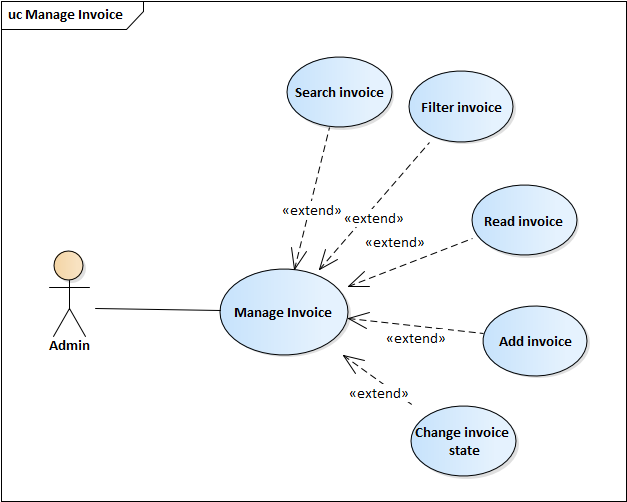 uc Manage Invoice
Search invoice
Filter invoice
«extend»
«extend»
Read invoice
«extend»
Manage Invoice
Admin
«extend»
Add invoice
«extend»
Change invoice
state